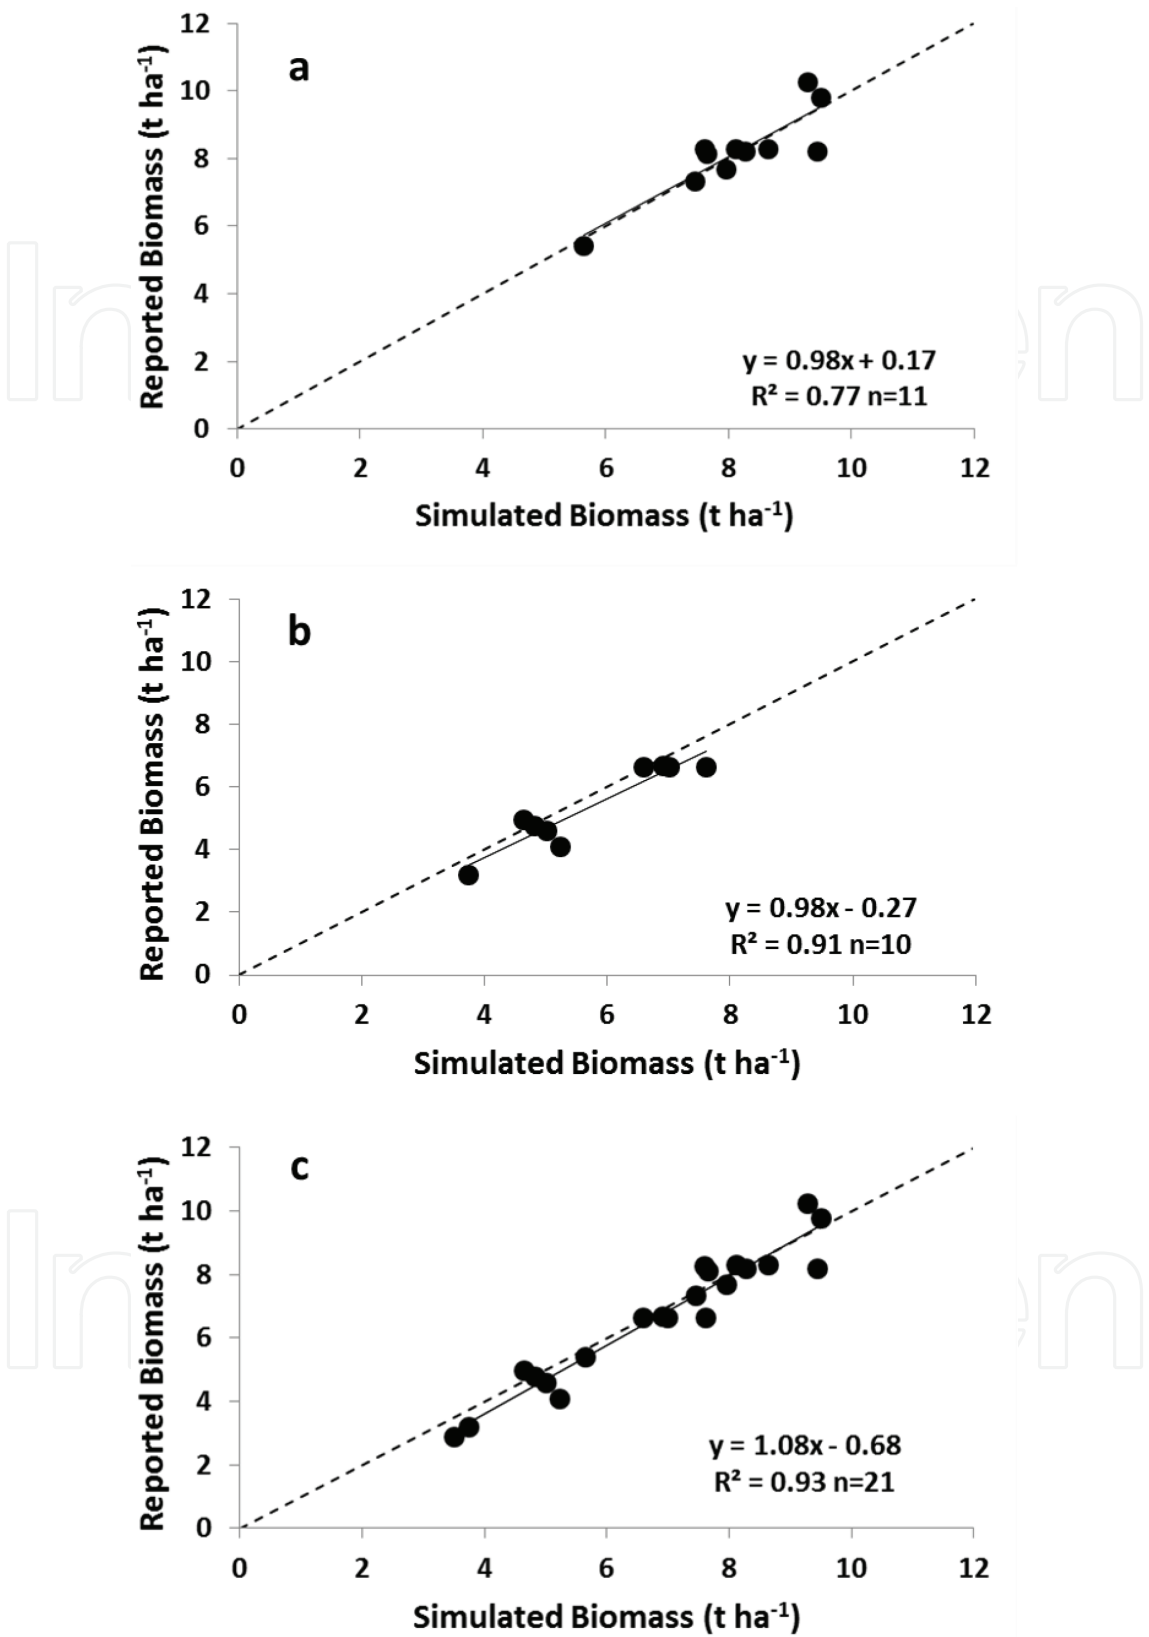 a
Reported Biomass (t ha⁻¹)
12
10
8
6
4
2
0
y = 0.98x + 0.17
R² = 0.77 n=11
0 2 4 6 8 10 12
Simulated Biomass (t ha⁻¹)
b
Reported Biomass (t ha⁻¹)
12
10
8
6
4
2
0
y = 0.98x - 0.27
R² = 0.91 n=10
0 2 4 6 8 10 12
Simulated Biomass (t ha⁻¹)
c
Reported Biomass (t ha⁻¹)
12
10
8
6
4
2
0
y = 1.08x - 0.68
R² = 0.93 n=21
0 2 4 6 8 10 12
Simulated Biomass (t ha⁻¹)